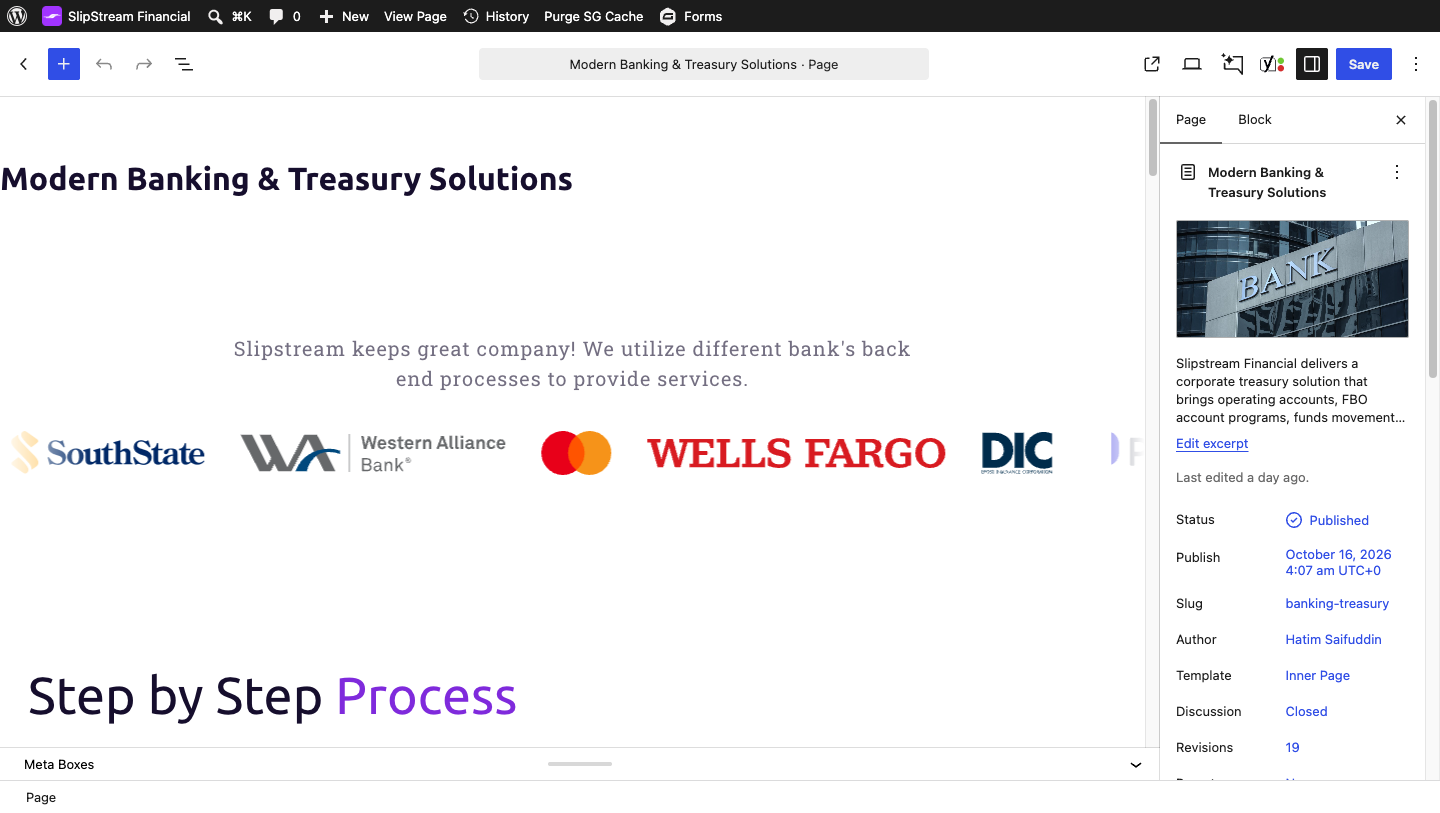 SlipStream Financial ⌘K 0 New View Page History Purge SG Cache Forms
Modern Banking & Treasury Solutions · Page
Save
Modern Banking & Treasury Solutions
Slipstream keeps great company! We utilize different bank's back
end processes to provide services.
SouthState
Western Alliance
Bank®
WELLS FARGO
DIC
Step by Step Process
Meta Boxes
Page
Page Block
Modern Banking &
Treasury Solutions
BANK
Slipstream Financial delivers a
corporate treasury solution that
brings operating accounts, FBO
account programs, funds movement…
Edit excerpt
Last edited a day ago.
Status Published
Publish October 16, 2026
4:07 am UTC+0
Slug banking-treasury
Author Hatim Saifuddin
Template Inner Page
Discussion Closed
Revisions 19